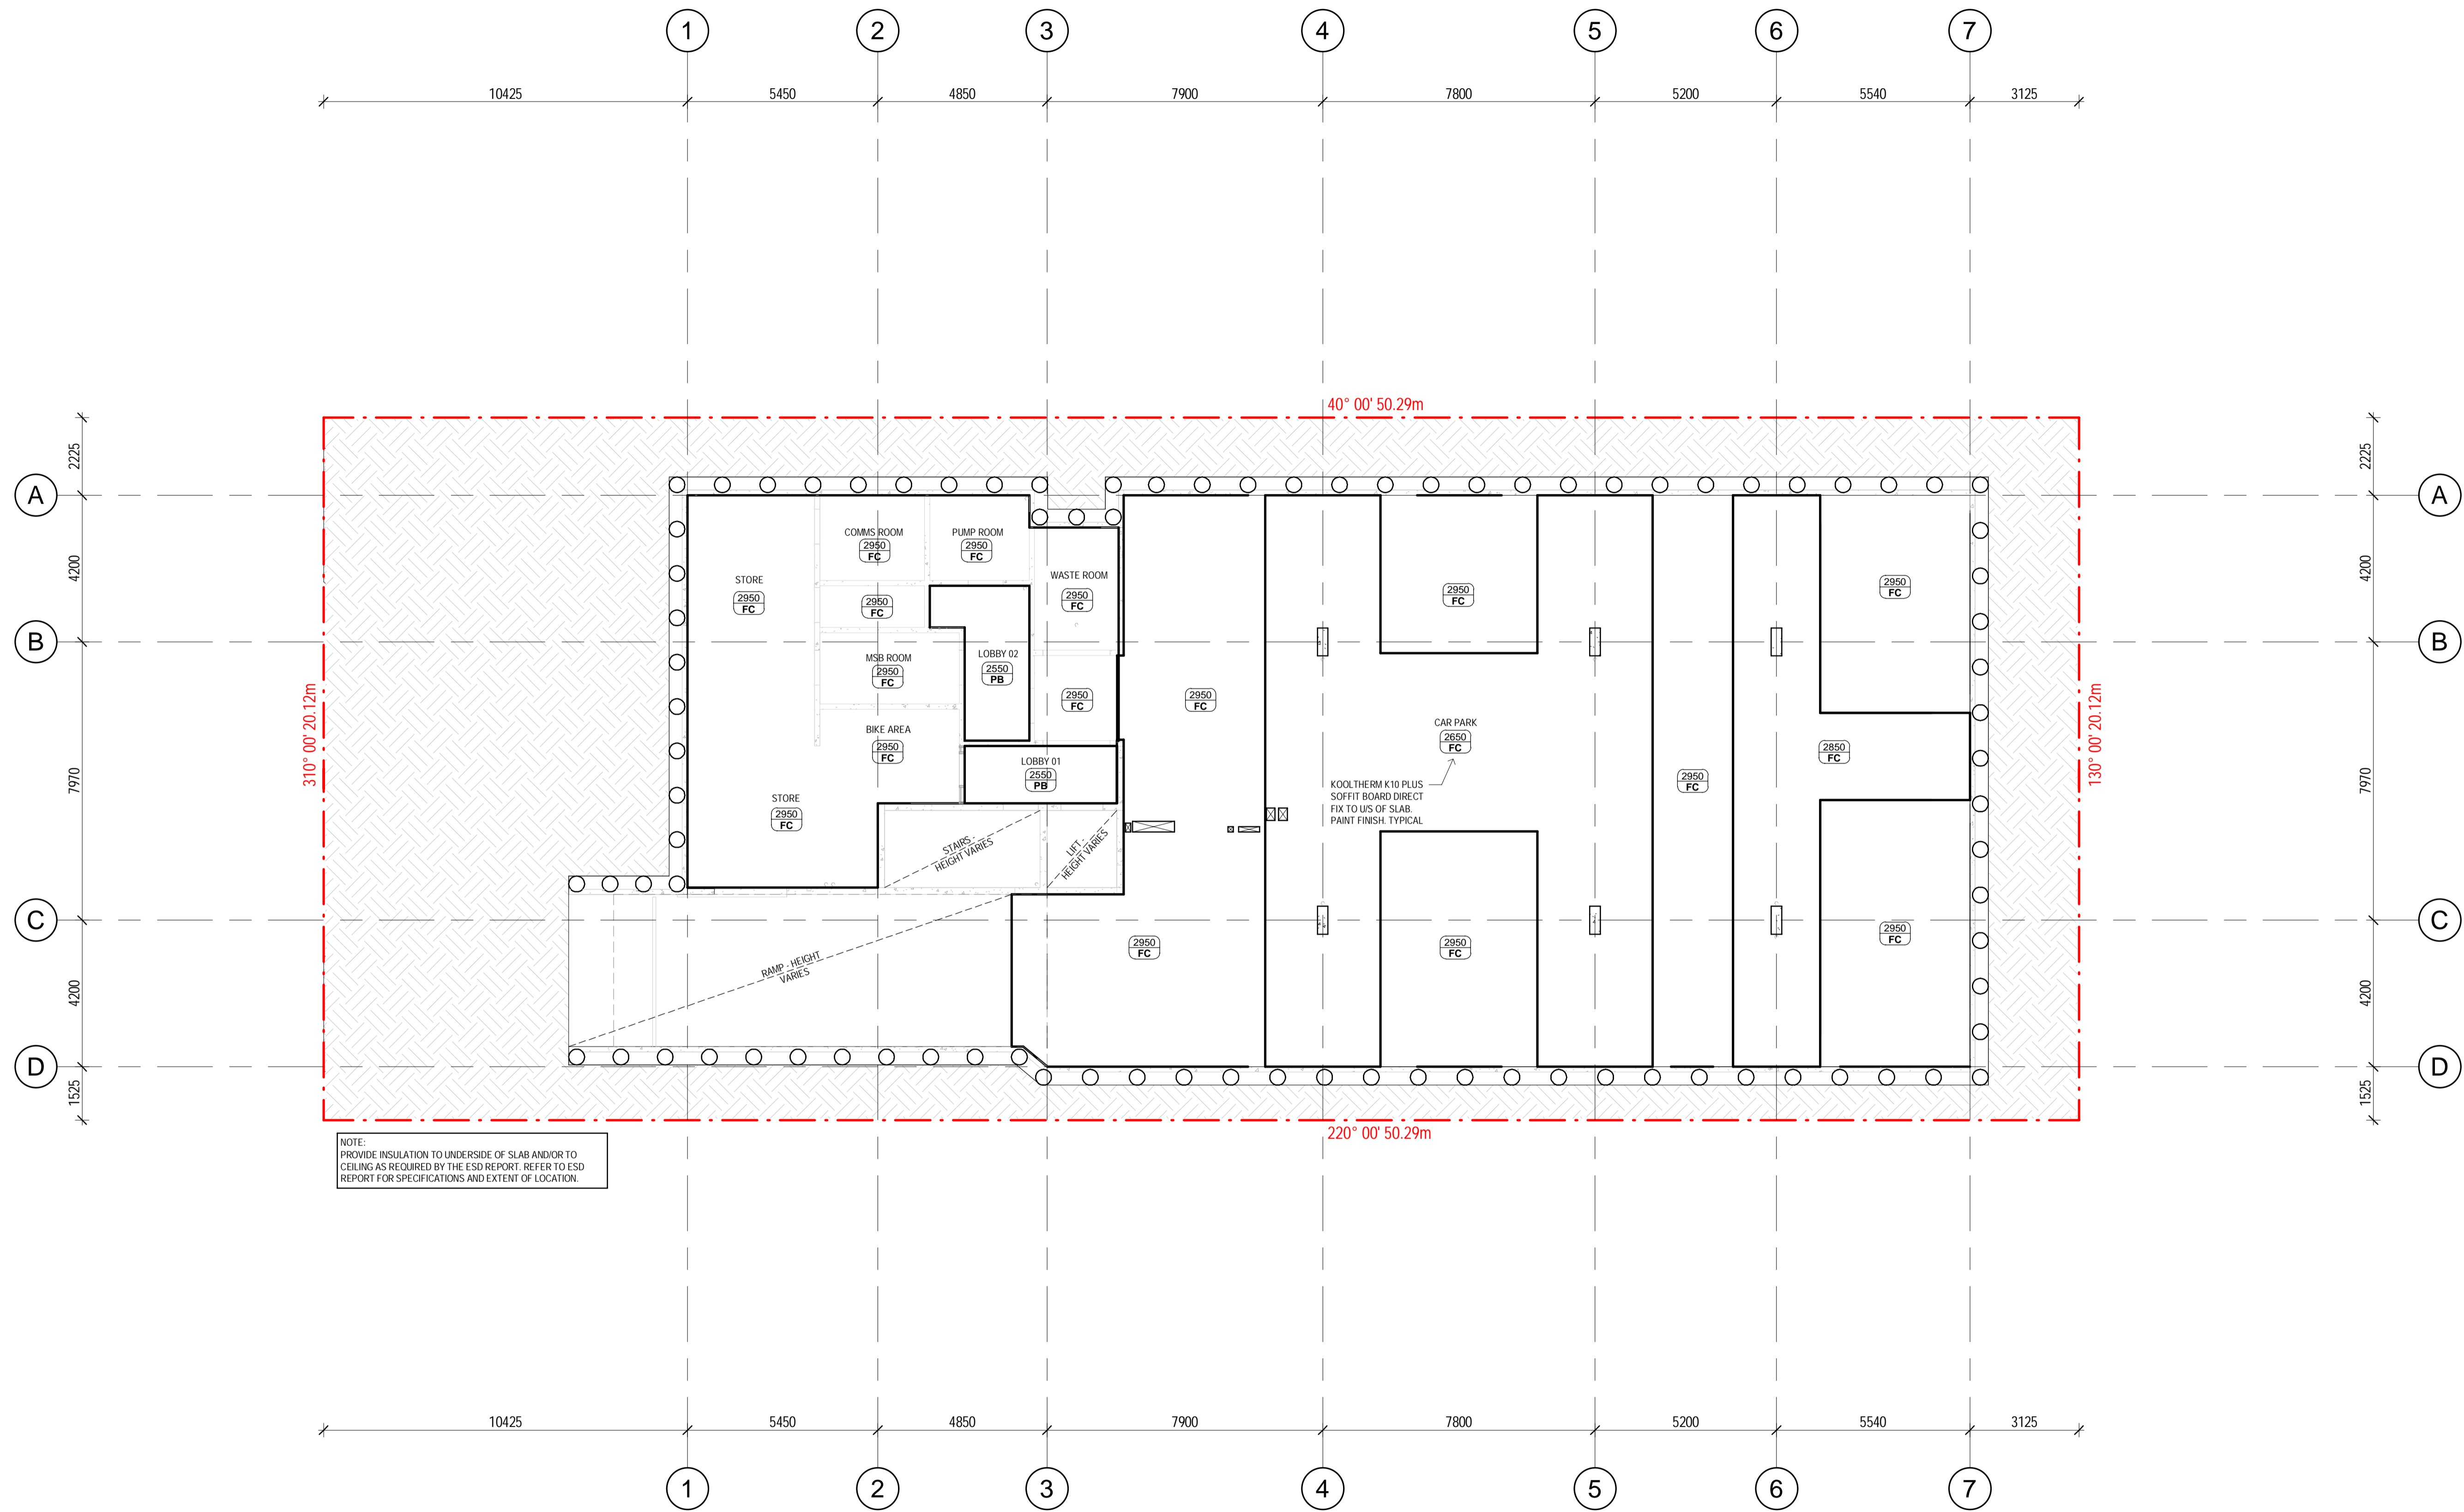 1
2
3
4
5
6
7
10425
5450
4850
7900
7800
5200
5540
3125
40° 00' 50.29m
2225
2225
A
A
COMMS ROOM
2950
FC
PUMP ROOM
2950
FC
4200
4200
WASTE ROOM
2950
FC
STORE
2950
FC
2950
FC
2950
FC
2950
FC
B
B
LOBBY 02
2550
PB
MSB ROOM
2950
FC
2950
FC
2950
FC
310° 00' 20.12m
130° 00' 20.12m
BIKE AREA
2950
FC
CAR PARK
2650
FC
2850
FC
LOBBY 01
2550
PB
7970
7970
2950
FC
KOOLTHERM K10 PLUS
SOFFIT BOARD DIRECT
FIX TO U/S OF SLAB.
PAINT FINISH. TYPICAL
STORE
2950
FC
STAIRS -
HEIGHT VARIES
LIFT -
HEIGHT VARIES
C
C
2950
FC
2950
FC
2950
FC
RAMP - HEIGHT
VARIES
4200
4200
D
D
1525
1525
220° 00' 50.29m
NOTE:
PROVIDE INSULATION TO UNDERSIDE OF SLAB AND/OR TO
CEILING AS REQUIRED BY THE ESD REPORT. REFER TO ESD
REPORT FOR SPECIFICATIONS AND EXTENT OF LOCATION.
10425
5450
4850
7900
7800
5200
5540
3125
1
2
3
4
5
6
7